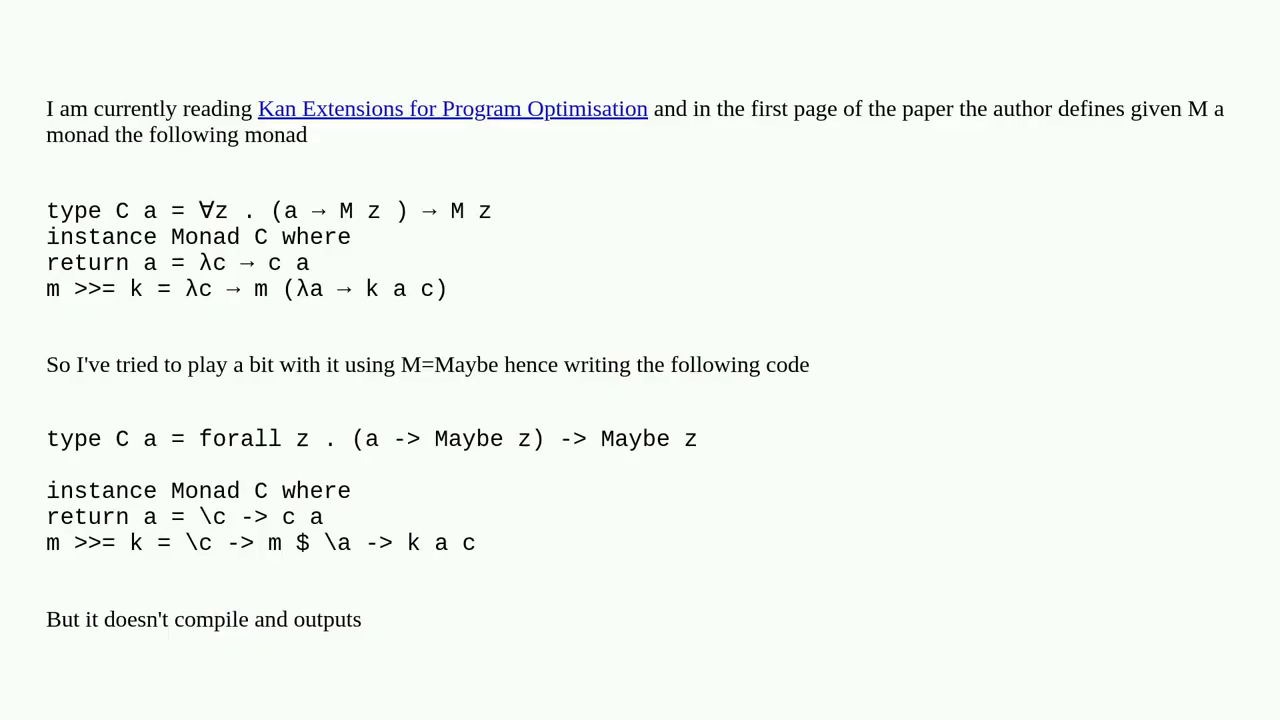 I am currently reading Kan Extensions for Program Optimisation and in the first page of the paper the author defines given M a
monad the following monad
type C a = ∀z . (a → M z ) → M z
instance Monad C where
return a = λc → c a
m >>= k = λc → m (λa → k a c)
So I've tried to play a bit with it using M=Maybe hence writing the following code
type C a = forall z . (a -> Maybe z) -> Maybe z
instance Monad C where
return a = \c -> c a
m >>= k = \c -> m $ \a -> k a c
But it doesn't compile and outputs